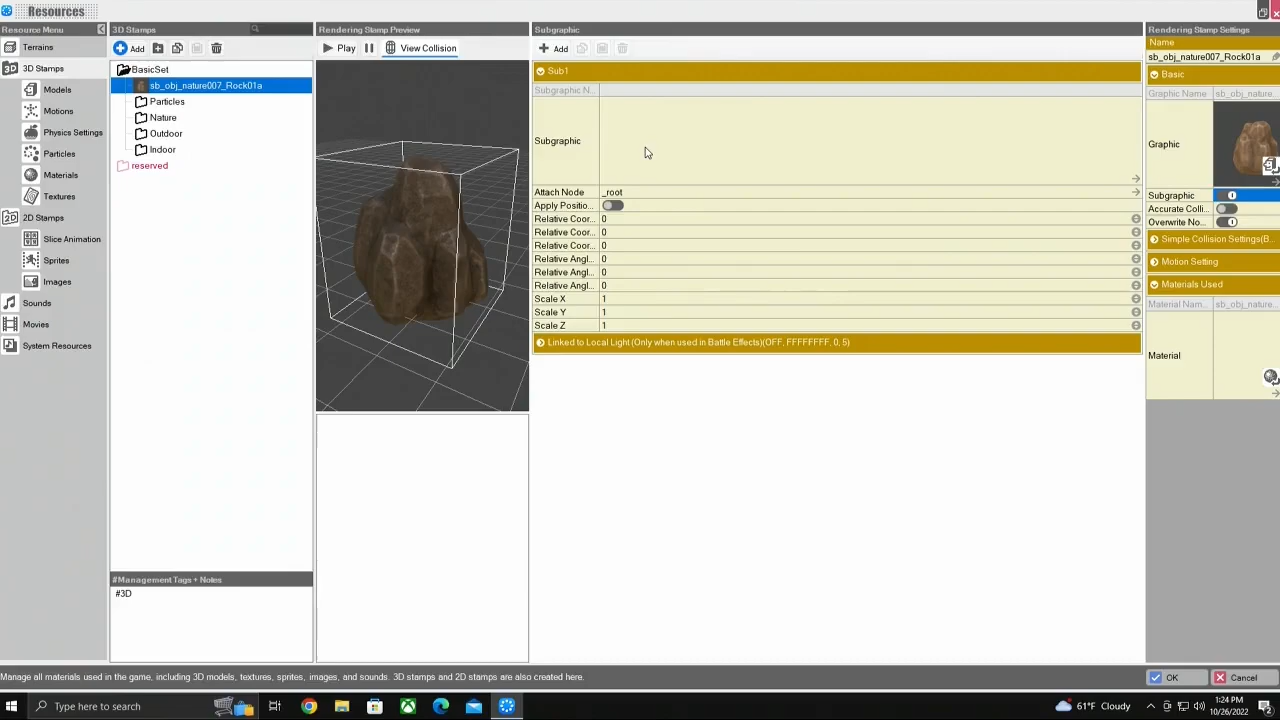 Resources
Resource Menu
Terrains
3D Stamps
Models
Motions
Physics Settings
Particles
Materials
Textures
2D Stamps
Slice Animation
Sprites
Images
Sounds
Movies
System Resources
3D Stamps
Add
BasicSet
sb_obj_nature007_Rock01a
Particles
Nature
Outdoor
Indoor
reserved
#Management Tags + Notes
#3D
Rendering Stamp Preview
Play
View Collision
Subgraphic
Add
Sub1
Subgraphic N...
Subgraphic
Attach Node _root
Apply Positio...
Relative Coor... 0
Relative Coor... 0
Relative Coor... 0
Relative Angl... 0
Relative Angl... 0
Relative Angl... 0
Scale X 1
Scale Y 1
Scale Z 1
Linked to Local Light (Only when used in Battle Effects)(OFF, FFFFFFFF, 0, 5)
Rendering Stamp Settings
Name
sb_obj_nature007_Rock01a
Basic
Graphic Name sb_obj_nature...
Graphic
Subgraphic
Accurate Colli...
Overwrite No...
Simple Collision Settings(B...
Motion Setting
Materials Used
Material Nam... sb_obj_nature...
Material
Manage all materials used in the game, including 3D models, textures, sprites, images, and sounds. 3D stamps and 2D stamps are also created here.
OK
Cancel
Type here to search
61°F Cloudy
1:24 PM
10/26/2022
2